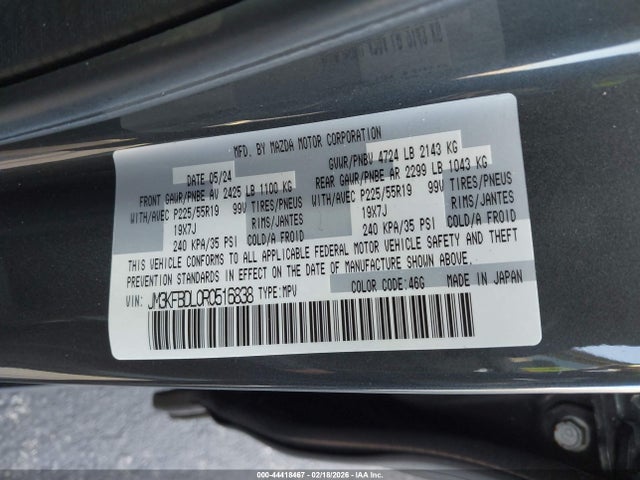 MFD. BY MAZDA MOTOR CORPORATION
DATE 05/24 GVWR/PNBV 4724 LB 2143 KG
FRONT GAWR/PNBE AV 2425 LB 1100 KG REAR GAWR/PNBE AR 2299 LB 1043 KG
WITH/AVEC P225/55R19 99V TIRES/PNEUS WITH/AVEC P225/55R19 99V TIRES/PNEUS
19X7J RIMS/JANTES 19X7J RIMS/JANTES
240 KPA/35 PSI COLD/A FROID 240 KPA/35 PSI COLD/A FROID
THIS VEHICLE CONFORMS TO ALL APPLICABLE FEDERAL MOTOR VEHICLE SAFETY AND THEFT
PREVENTION STANDARDS IN EFFECT ON THE DATE OF MANUFACTURE SHOWN ABOVE.
VIN: JM3KFBDL0R0516838 TYPE:MPV COLOR CODE:46G MADE IN JAPAN
000-44418467 - 02/18/2026 - IAA Inc.